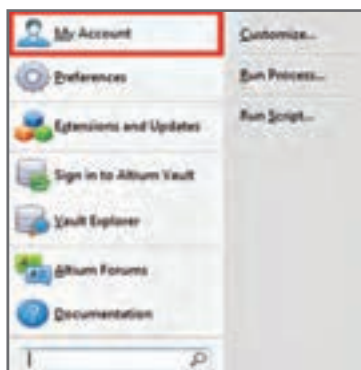 My Account
Preferences
Extensions and Updates
Sign in to Altium Vault
Vault Explorer
Altium Forums
Documentation
Customize...
Run Process...
Run Script...